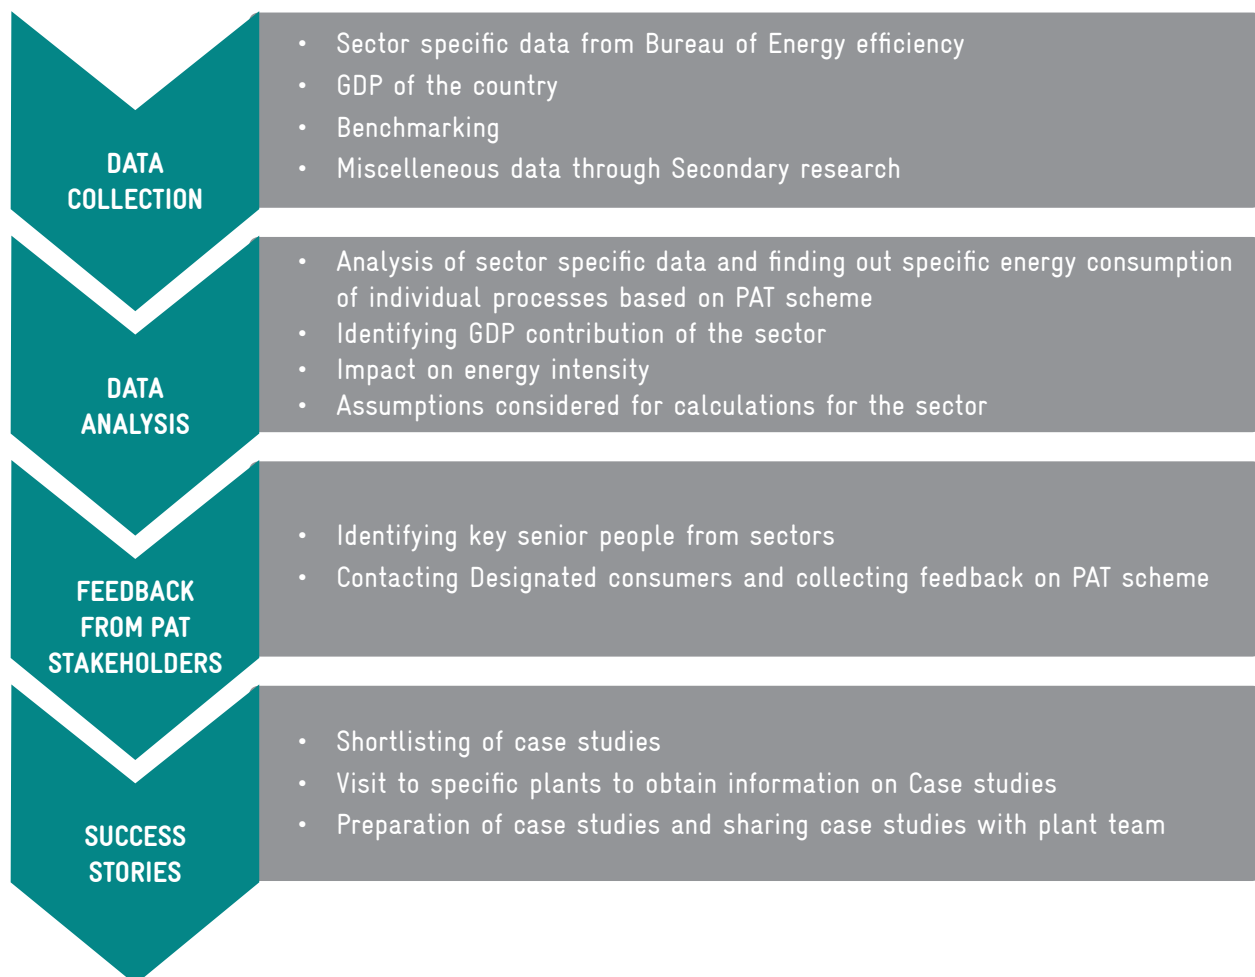 DATA
COLLECTION
• Sector specific data from Bureau of Energy efficiency
• GDP of the country
• Benchmarking
• Miscelleneous data through Secondary research
DATA
ANALYSIS
• Analysis of sector specific data and finding out specific energy consumption
of individual processes based on PAT scheme
• Identifying GDP contribution of the sector
• Impact on energy intensity
• Assumptions considered for calculations for the sector
FEEDBACK
FROM PAT
STAKEHOLDERS
• Identifying key senior people from sectors
• Contacting Designated consumers and collecting feedback on PAT scheme
SUCCESS
STORIES
• Shortlisting of case studies
• Visit to specific plants to obtain information on Case studies
• Preparation of case studies and sharing case studies with plant team